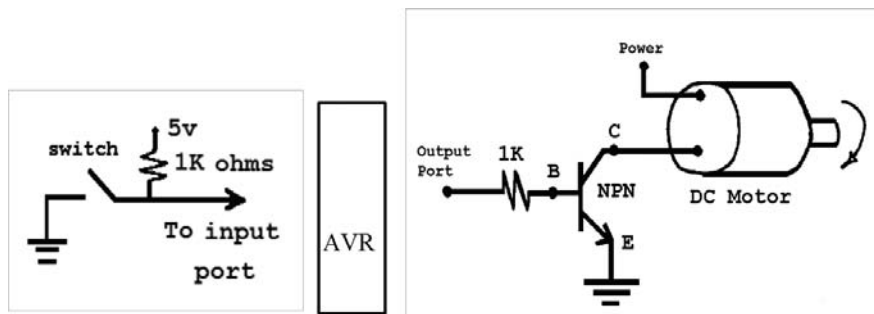 5v
switch
1K ohms
To input
port
AVR
Power
Output
Port
1K
B
C
NPN
E
DC Motor